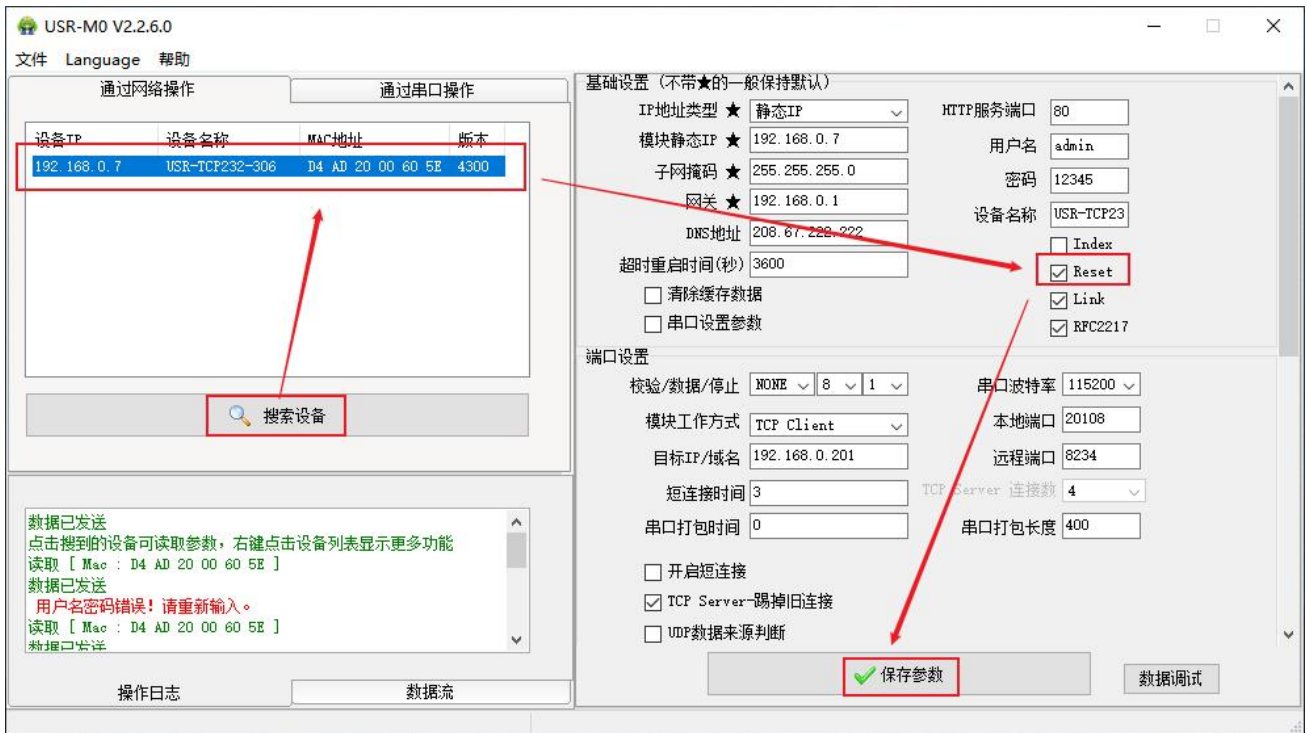 USR-M0 V2.2.6.0
文件 Language 帮助
通过网络操作 通过串口操作
设备IP 设备名称 MAC地址 版本
192.168.0.7 USR-TCP232-306 D4 AD 20 00 60 5E 4300
搜索设备
数据已发送
点击搜到的设备可读取参数，右键点击设备列表显示更多功能
读取 [ Mac : D4 AD 20 00 60 5E ]
数据已发送
用户名密码错误！请重新输入。
读取 [ Mac : D4 AD 20 00 60 5E ]
数据已发送
操作日志 数据流
基础设置（不带★的一般保持默认）
IP地址类型 ★ 静态IP HTTP服务端口 80
模块静态IP ★ 192.168.0.7 用户名 admin
子网掩码 ★ 255.255.255.0 密码 12345
网关 ★ 192.168.0.1 设备名称 USR-TCP23
DNS地址 208.67.222.222 Index
超时重启时间(秒) 3600 Reset
清除缓存数据 Link
串口设置参数 RFC2217
端口设置
校验/数据/停止 NONE 8 1 串口波特率 115200
模块工作方式 TCP Client 本地端口 20108
目标IP/域名 192.168.0.201 远程端口 8234
短连接时间 3 TCP Server 连接数 4
串口打包时间 0 串口打包长度 400
开启短连接
TCP Server-踢掉旧连接
UDP数据来源判断
保存参数 数据调试